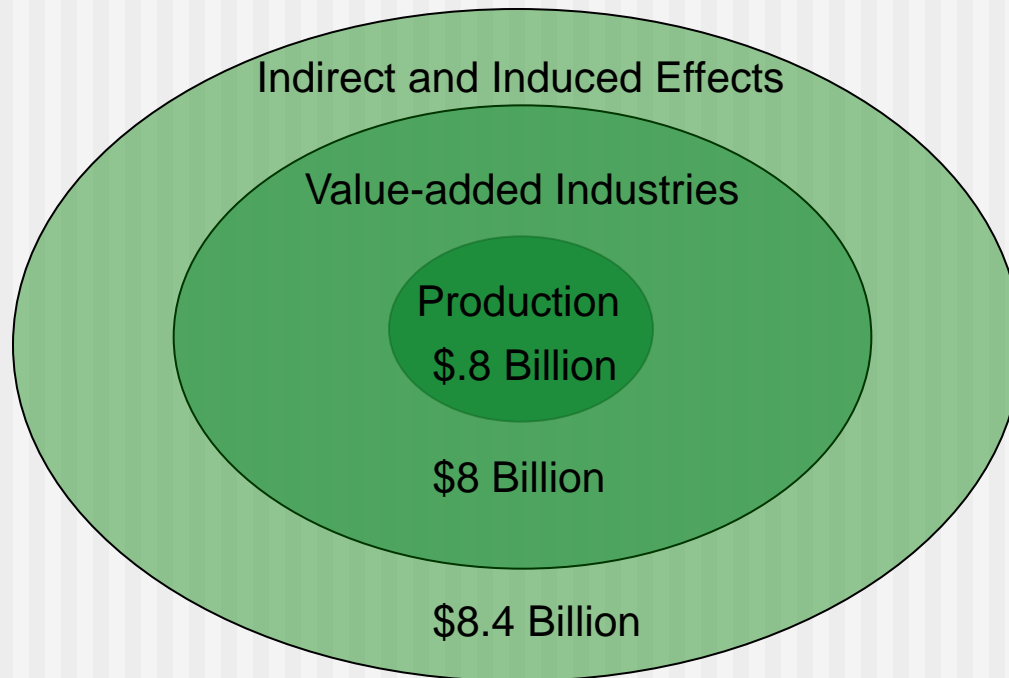 Indirect and Induced Effects
Value-added Industries
Production
$.8 Billion
$8 Billion
$8.4 Billion